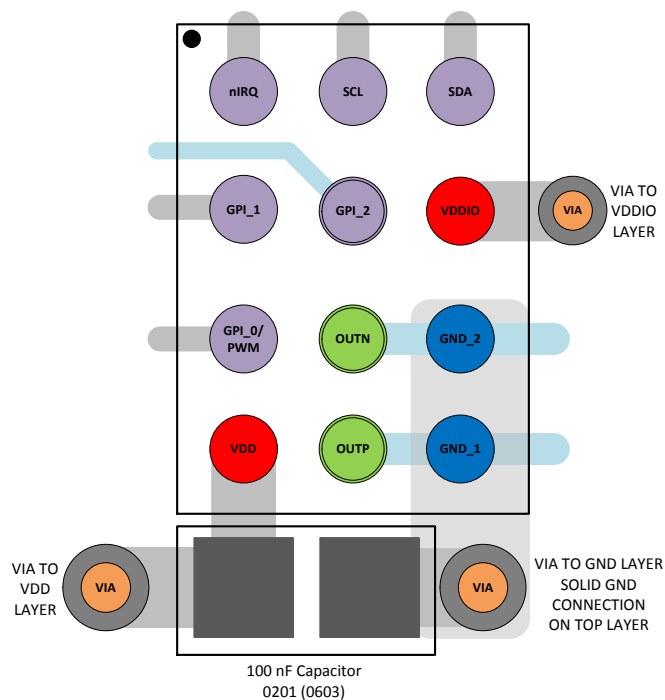 nIRQ
SCL
SDA
GPI_1
GPI_2
VDDIO
VIA
VIA TO
VDDIO
LAYER
GPI_0/
PWM
OUTN
GND_2
VDD
OUTP
GND_1
VIA TO
VDD
LAYER
VIA
VIA
VIA TO GND LAYER
SOLID GND
CONNECTION
ON TOP LAYER
100 nF Capacitor
0201 (0603)